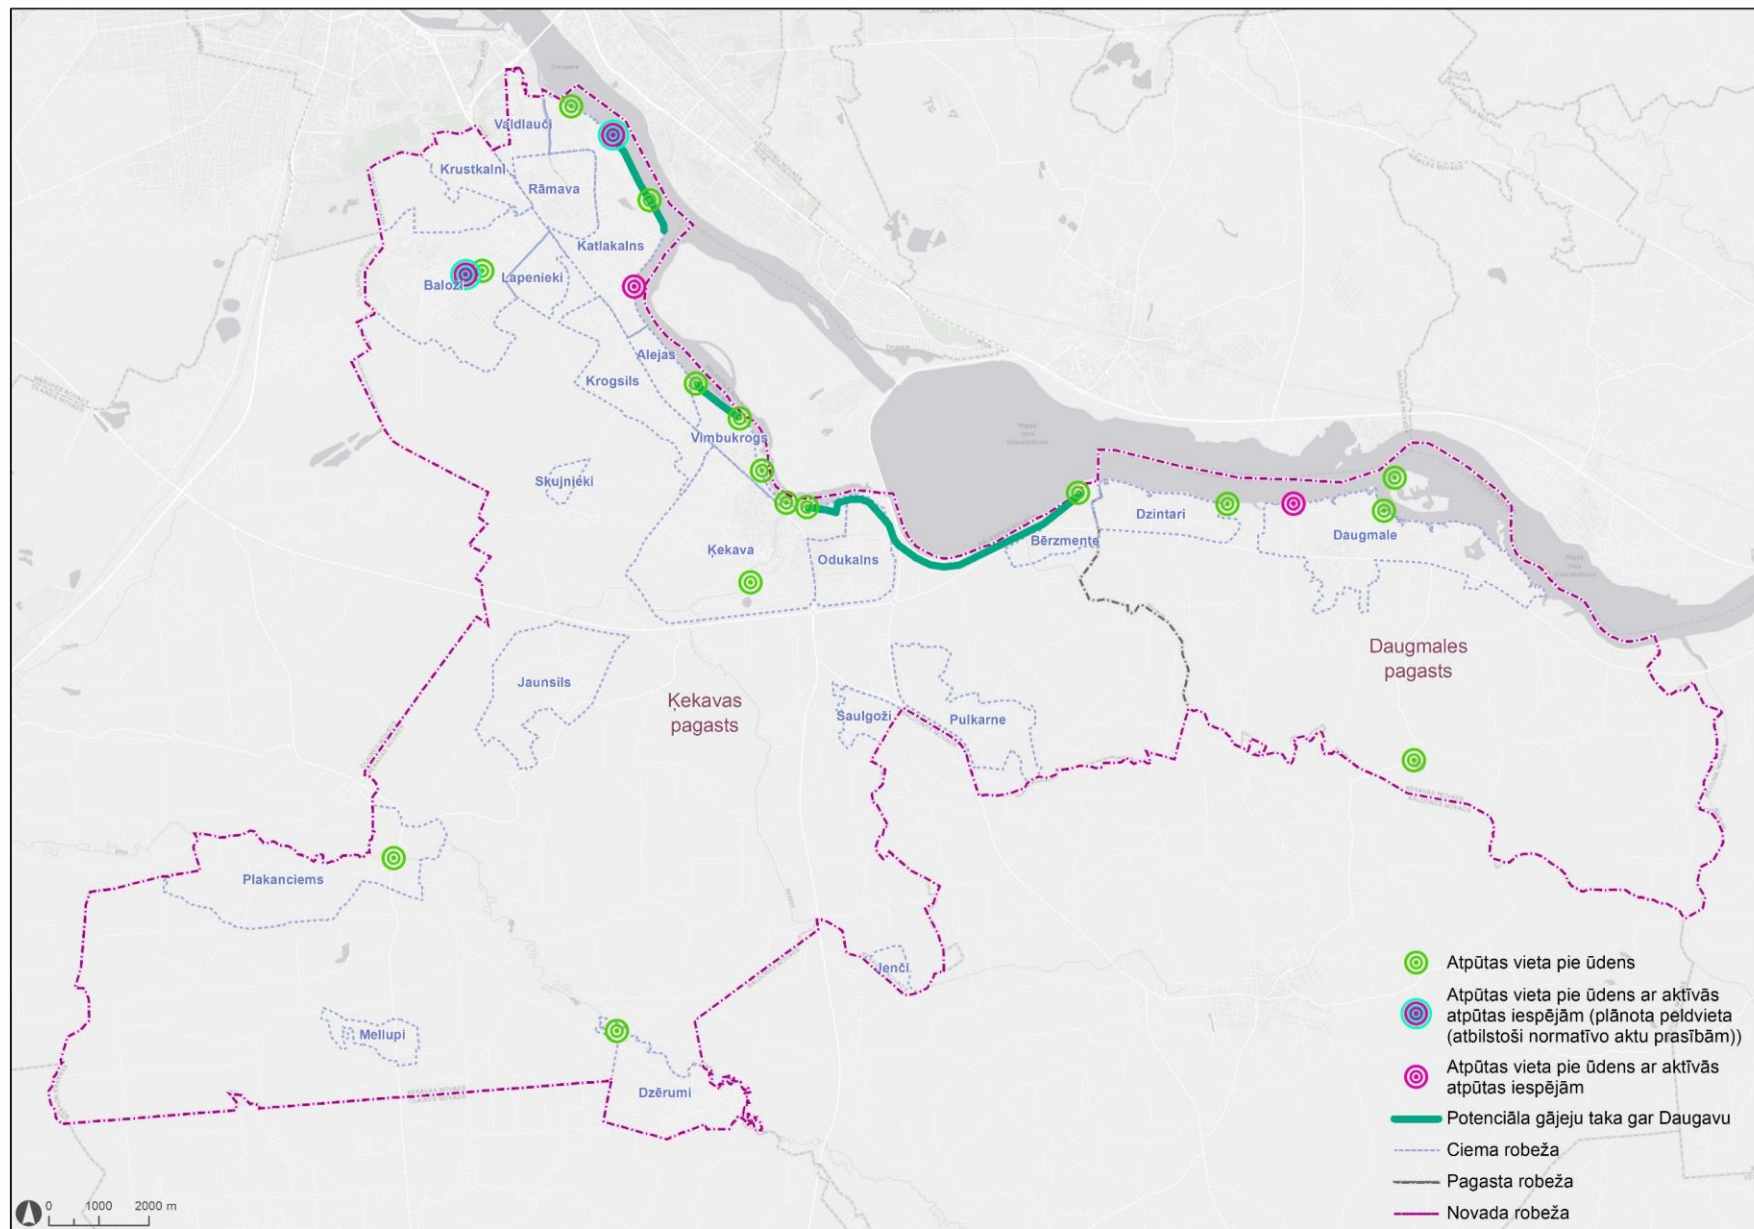 Valdlauči
Krustkalni
Rāmava
Katlakalns
Baloži
Lapenieki
Alejas
Krogsils
Vimbukrogs
Skujnieki
Ķekava
Odukalns
Bērzmente
Dzintari
Daugmale
Jaunsils
Ķekavas
pagasts
Daugmales
pagasts
Saulgoži
Pulkarne
Plakanciems
Jenči
Mellupi
Dzērumi
Atpūtas vieta pie ūdens
Atpūtas vieta pie ūdens ar aktīvās
atpūtas iespējām (plānota peldvieta
(atbilstoši normatīvo aktu prasībām))
Atpūtas vieta pie ūdens ar aktīvās
atpūtas iespējām
Potenciāla gājeju taka gar Daugavu
Ciema robeža
Pagasta robeža
Novada robeža
0 1000 2000 m